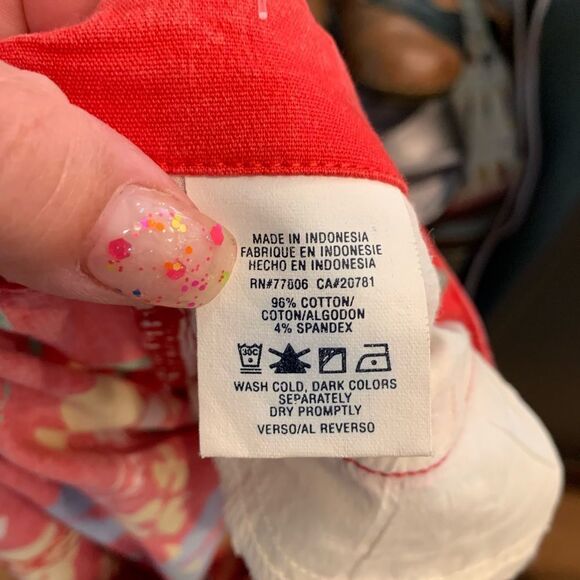 MADE IN INDONESIA
FABRIQUE EN INDONESIE
HECHO EN INDONESIA
RN#77806 CA#20781
96% COTTON/
COTON/ALGODON
4% SPANDEX
30C
WASH COLD, DARK COLORS
SEPARATELY
DRY PROMPTLY
VERSO/AL REVERSO